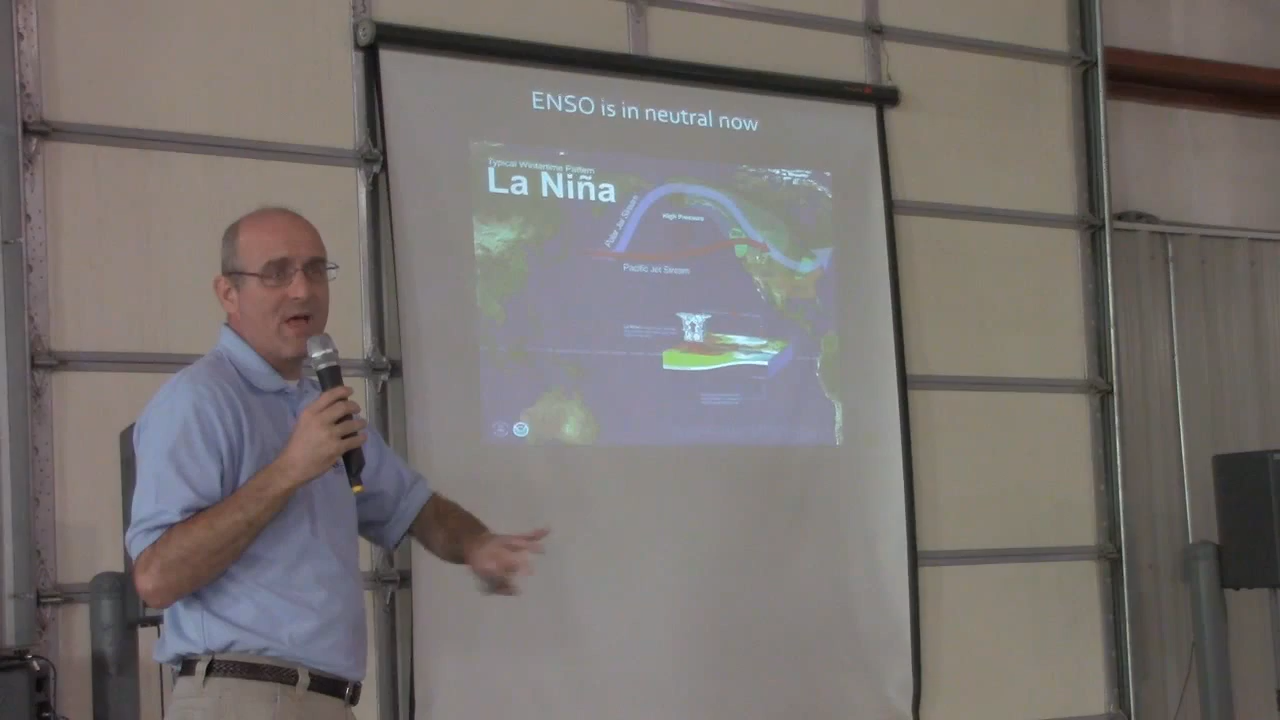 ENSO is in neutral now
Typical Wintertime Pattern
La Niña
Polar Jet Stream
High Pressure
Pacific Jet Stream